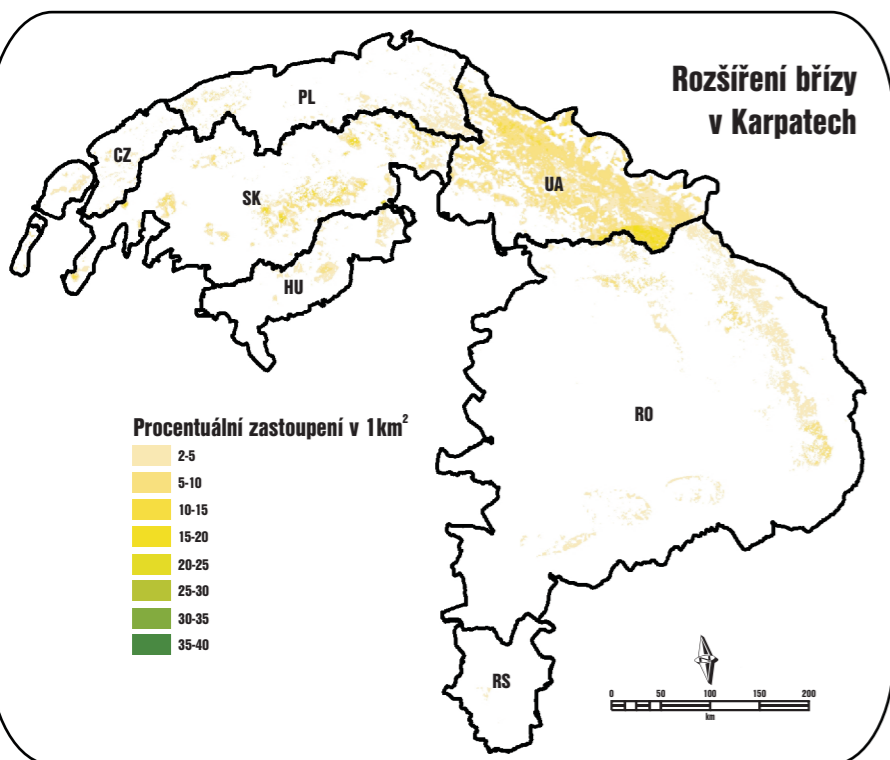 Rozšíření břízy
v Karpatech
PL
CZ
SK
UA
HU
RO
RS
Procentuální zastoupení v 1km²
2-5
5-10
10-15
15-20
20-25
25-30
30-35
35-40
0 50 100 150 200
km